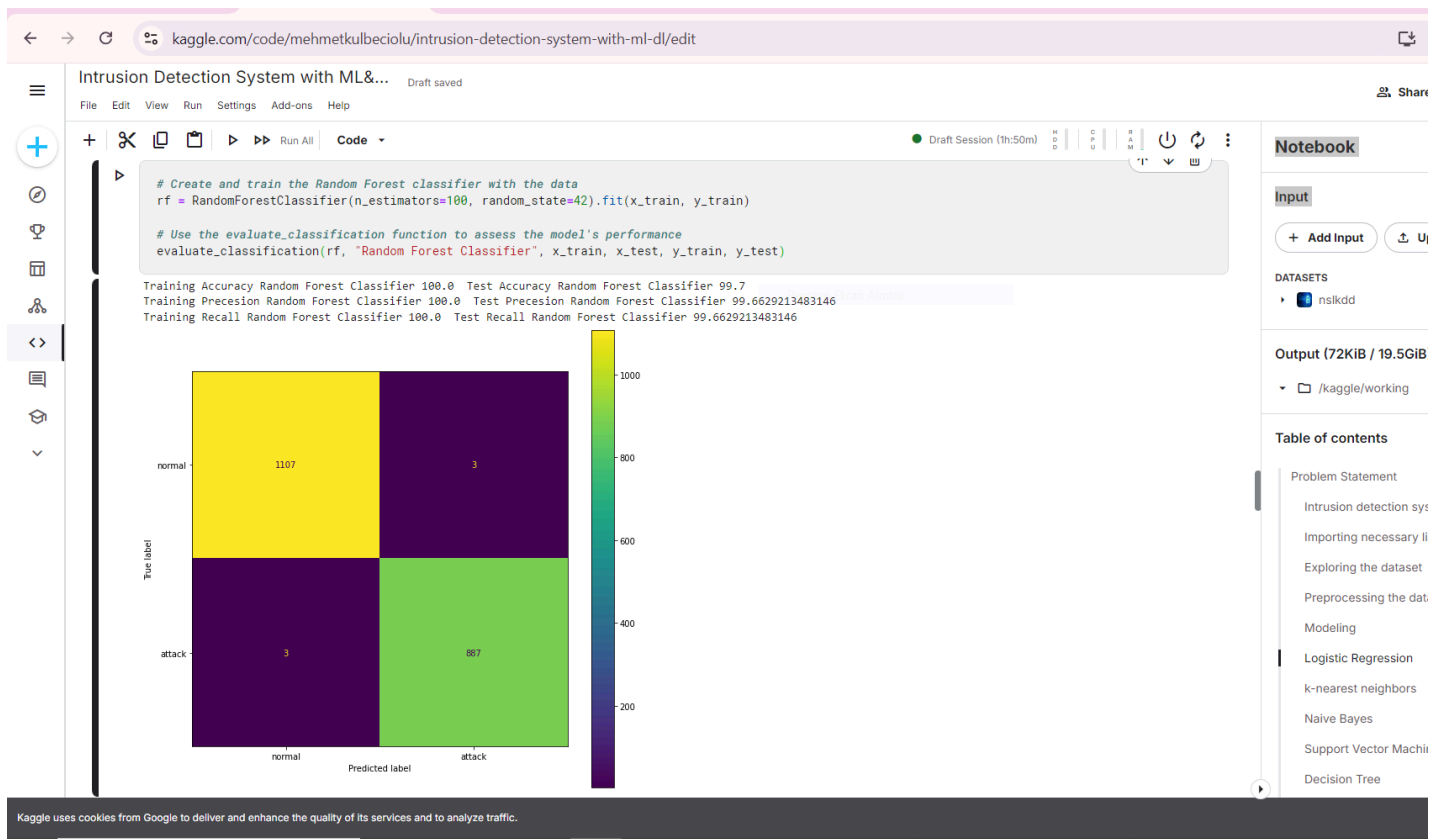 kaggle.com/code/mehmetkulbeciolu/intrusion-detection-system-with-ml-dl/edit
Intrusion Detection System with ML&... Draft saved
Share
File Edit View Run Settings Add-ons Help
Run All Code Draft Session (1h:50m) HDD CPU RAM
Notebook
# Create and train the Random Forest classifier with the data
rf = RandomForestClassifier(n_estimators=100, random_state=42).fit(x_train, y_train)
# Use the evaluate_classification function to assess the model's performance
evaluate_classification(rf, "Random Forest Classifier", x_train, x_test, y_train, y_test)
Training Accuracy Random Forest Classifier 100.0 Test Accuracy Random Forest Classifier 99.7
Training Precesion Random Forest Classifier 100.0 Test Precesion Random Forest Classifier 99.6629213483146
Training Recall Random Forest Classifier 100.0 Test Recall Random Forest Classifier 99.6629213483146
1000
800
600
400
200
normal
attack
True label
1107
3
3
887
normal
attack
Predicted label
Input
+ Add Input
DATASETS
nslkdd
Output (72KiB / 19.5GiB
/kaggle/working
Table of contents
Problem Statement
Intrusion detection sys
Importing necessary li
Exploring the dataset
Preprocessing the data
Modeling
Logistic Regression
k-nearest neighbors
Naive Bayes
Support Vector Machin
Decision Tree
Kaggle uses cookies from Google to deliver and enhance the quality of its services and to analyze traffic.